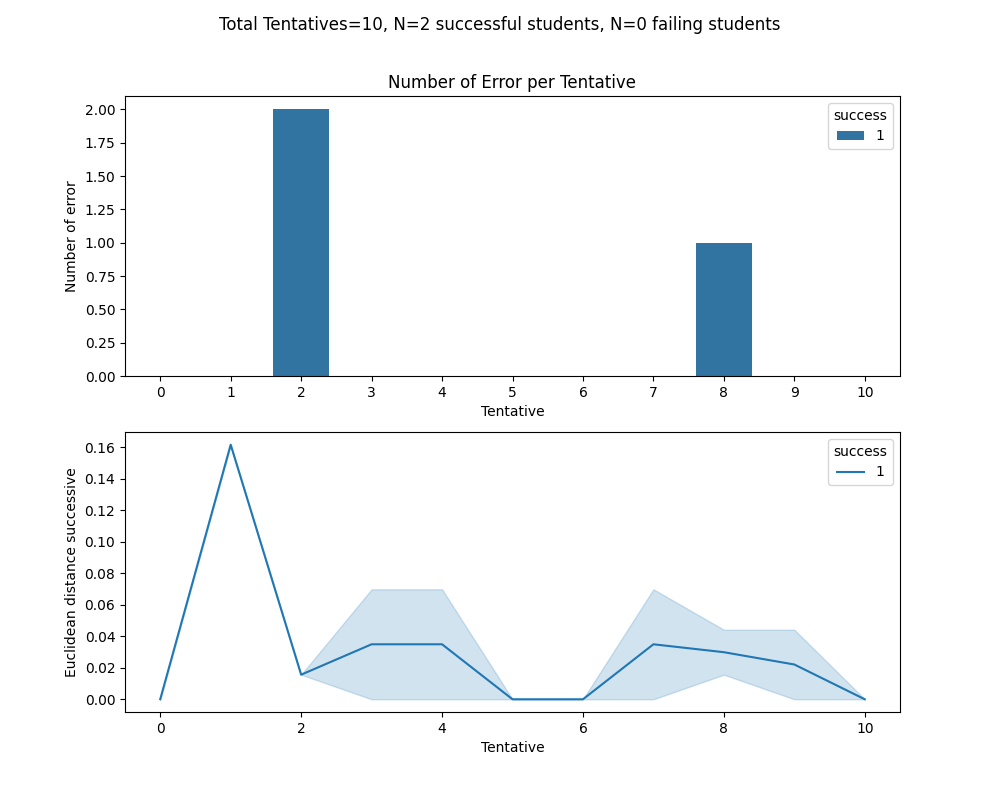 Total Tentatives=10, N=2 successful students, N=0 failing students
Number of Error per Tentative
2.00
1.75
1.50
1.25
1.00
0.75
0.50
0.25
0.00
Number of error
success
1
0 1 2 3 4 5 6 7 8 9 10
Tentative
0.16
0.14
0.12
0.10
0.08
0.06
0.04
0.02
0.00
Euclidean distance successive
success
1
0 2 4 6 8 10
Tentative